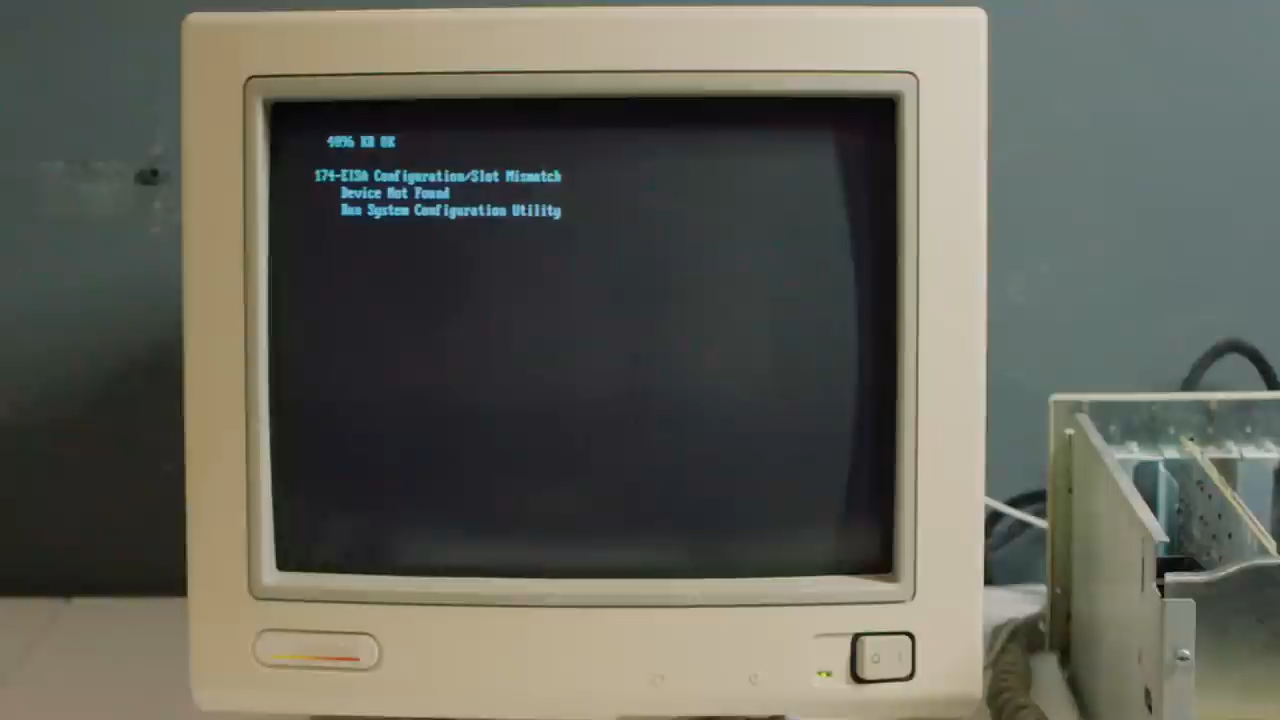 4096 KB OK
174-EISA Configuration/Slot Mismatch
Device Not Found
Run System Configuration Utility